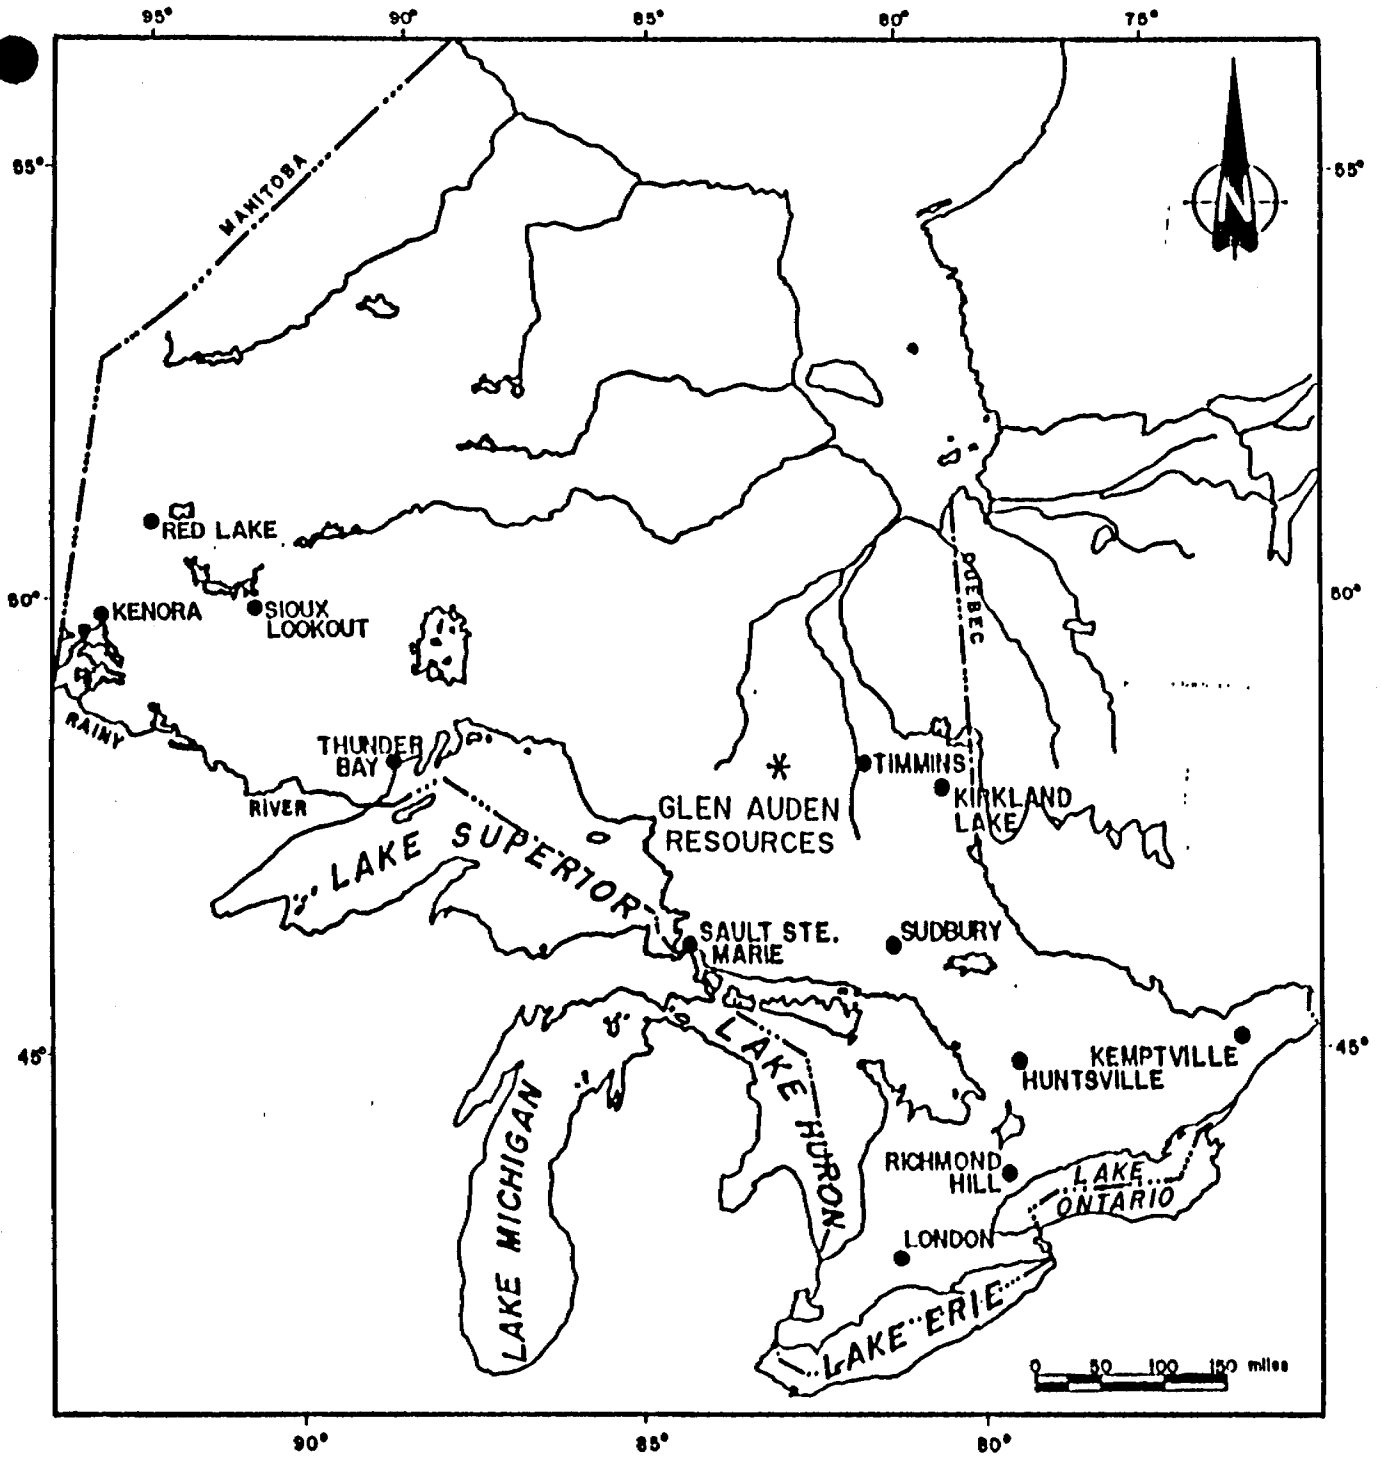 95° 90° 85° 80° 75°
N
55° 55°
MANITOBA
RED LAKE
50° 50°
KENORA
SIOUX
LOOKOUT
QUEBEC
RAINY
RIVER
THUNDER
BAY
TIMMINS
KIRKLAND
LAKE
GLEN AUDEN
RESOURCES
LAKE SUPERIOR
SAULT STE.
MARIE
SUDBURY
45° 45°
KEMPTVILLE
HUNTSVILLE
LAKE MICHIGAN
LAKE HURON
RICHMOND
HILL
LAKE
ONTARIO
LONDON
LAKE ERIE
0 50 100 150 miles
90° 85° 80°